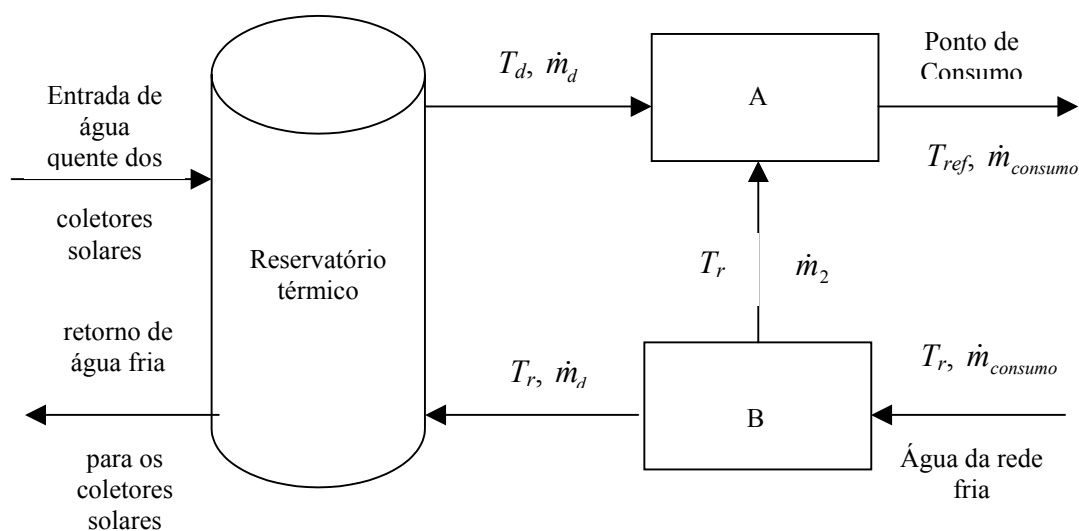 Entrada de
água
quente dos
coletores
solares
retorno de
água fria
para os
coletores
solares
Reservatório
térmico
T_d, ṁ_d
A
Ponto de
Consumo
T_ref, ṁ_consumo
T_r ṁ_2
T_r, ṁ_d
B
T_r, ṁ_consumo
Água da rede
fria